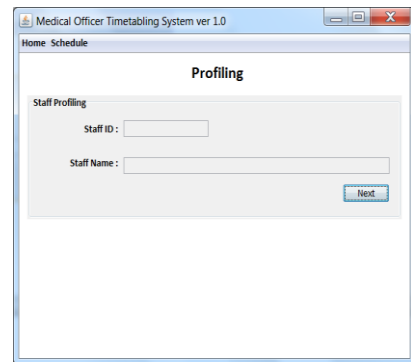 Medical Officer Timetabling System ver 1.0
Home Schedule
Profiling
Staff Profiling
Staff ID :
Staff Name :
Next